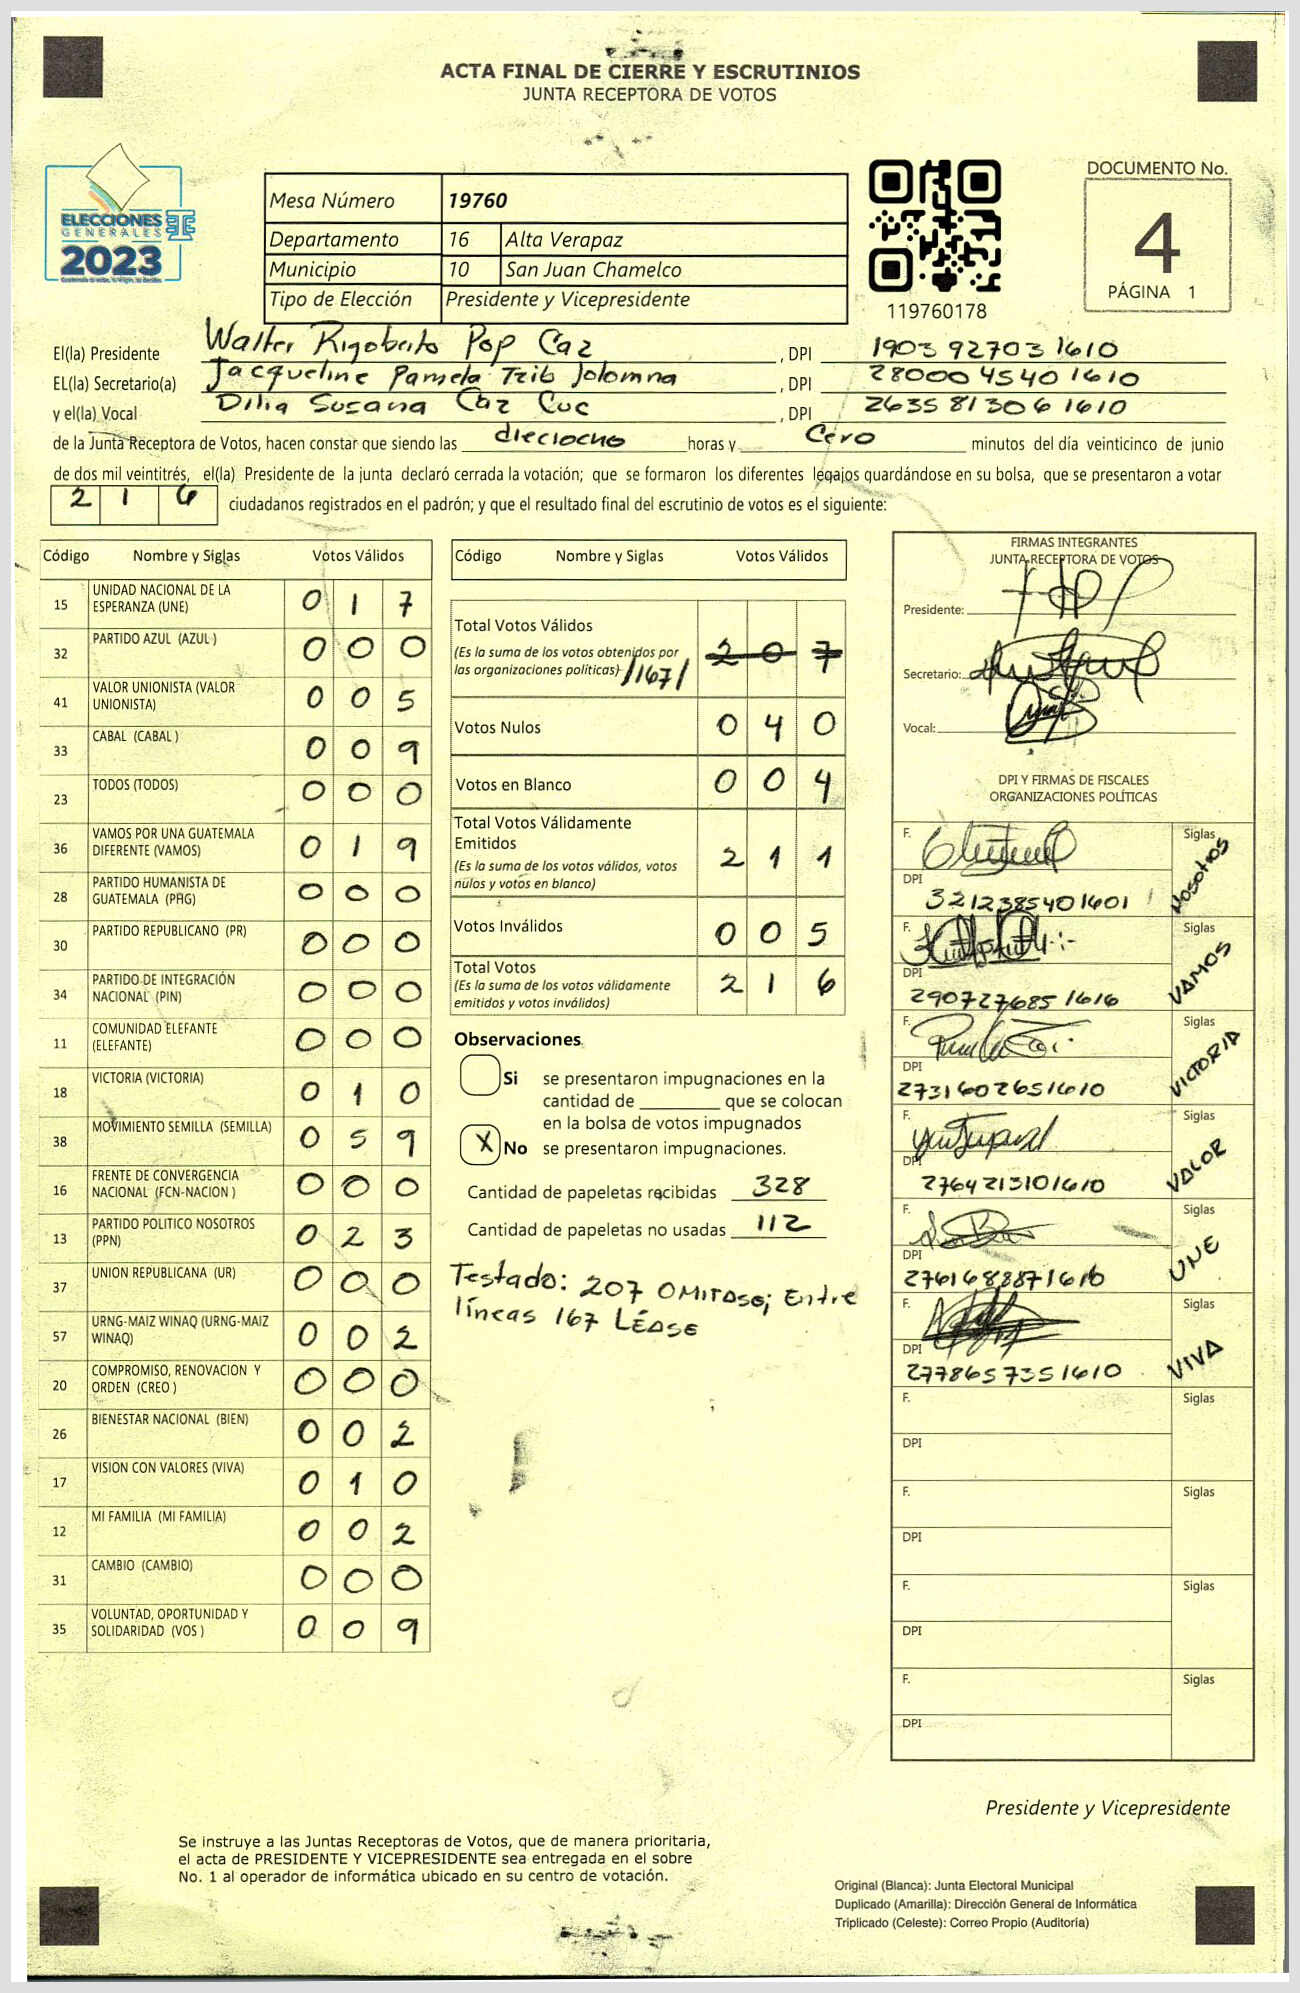 ACTA FINAL DE CIERRE Y ESCRUTINIOS
JUNTA RECEPTORA DE VOTOS
ELECCIONES
GENERALES
2023
Mesa Número 19760
Departamento 16 Alta Verapaz
Municipio 10 San Juan Chamelco
Tipo de Elección Presidente y Vicepresidente
119760178
DOCUMENTO No.
4
PÁGINA 1
El(la) Presidente Walter Rigoberto Pop Caz, DPI 1903 92703 1610
EL(la) Secretario(a) Jacqueline Pamela Tzib Jolomna, DPI 28000 4540 1610
y el(la) Vocal Dilia Susana Caz Cuc, DPI 2635 81306 1610
de la Junta Receptora de Votos, hacen constar que siendo las dieciocho horas y Cero minutos del día veinticinco de junio
de dos mil veintitrés, el(la) Presidente de la junta declaró cerrada la votación; que se formaron los diferentes legajos guardándose en su bolsa, que se presentaron a votar
2 1 6 ciudadanos registrados en el padrón; y que el resultado final del escrutinio de votos es el siguiente:
Código Nombre y Siglas Votos Válidos
15 UNIDAD NACIONAL DE LA ESPERANZA (UNE) 0 1 7
32 PARTIDO AZUL (AZUL ) 0 0 0
41 VALOR UNIONISTA (VALOR UNIONISTA) 0 0 5
33 CABAL (CABAL ) 0 0 9
23 TODOS (TODOS) 0 0 0
36 VAMOS POR UNA GUATEMALA DIFERENTE (VAMOS) 0 1 9
28 PARTIDO HUMANISTA DE GUATEMALA (PHG) 0 0 0
30 PARTIDO REPUBLICANO (PR) 0 0 0
34 PARTIDO DE INTEGRACIÓN NACIONAL (PIN) 0 0 0
11 COMUNIDAD ELEFANTE (ELEFANTE) 0 0 0
18 VICTORIA (VICTORIA) 0 1 0
38 MOVIMIENTO SEMILLA (SEMILLA) 0 5 9
16 FRENTE DE CONVERGENCIA NACIONAL (FCN-NACION ) 0 0 0
13 PARTIDO POLITICO NOSOTROS (PPN) 0 2 3
37 UNION REPUBLICANA (UR) 0 0 0
57 URNG-MAIZ WINAQ (URNG-MAIZ WINAQ) 0 0 2
20 COMPROMISO, RENOVACION Y ORDEN (CREO ) 0 0 0
26 BIENESTAR NACIONAL (BIEN) 0 0 2
17 VISION CON VALORES (VIVA) 0 1 0
12 MI FAMILIA (MI FAMILIA) 0 0 2
31 CAMBIO (CAMBIO) 0 0 0
35 VOLUNTAD, OPORTUNIDAD Y SOLIDARIDAD (VOS ) 0 0 9
Código Nombre y Siglas Votos Válidos
Total Votos Válidos
(Es la suma de los votos obtenidos por
las organizaciones políticas) //167/ 2 0 7
Votos Nulos 0 4 0
Votos en Blanco 0 0 4
Total Votos Válidamente
Emitidos
(Es la suma de los votos válidos, votos
nulos y votos en blanco) 2 1 1
Votos Inválidos 0 0 5
Total Votos
(Es la suma de los votos válidamente
emitidos y votos inválidos) 2 1 6
Observaciones
Si se presentaron impugnaciones en la
cantidad de ________ que se colocan
en la bolsa de votos impugnados
X No se presentaron impugnaciones.
Cantidad de papeletas recibidas 328
Cantidad de papeletas no usadas 112
Testado: 207 Omitase; Entre
líneas 167 Léase
FIRMAS INTEGRANTES
JUNTA RECEPTORA DE VOTOS
Presidente:
Secretario:
Vocal:
DPI Y FIRMAS DE FISCALES
ORGANIZACIONES POLÍTICAS
F. Siglas NOSOTROS
DPI 3212385401601
F. Siglas VAMOS
DPI 290727685 1616
F. Siglas VICTORIA
DPI 2731602651610
F. Siglas VALOR
DPI 2764213101610
F. Siglas UNE
DPI 2761688871610
F. Siglas VIVA
DPI 2778657351610
F. Siglas
DPI
F. Siglas
DPI
F. Siglas
DPI
F. Siglas
DPI
Presidente y Vicepresidente
Se instruye a las Juntas Receptoras de Votos, que de manera prioritaria,
el acta de PRESIDENTE Y VICEPRESIDENTE sea entregada en el sobre
No. 1 al operador de informática ubicado en su centro de votación.
Original (Blanca): Junta Electoral Municipal
Duplicado (Amarilla): Dirección General de Informática
Triplicado (Celeste): Correo Propio (Auditoría)